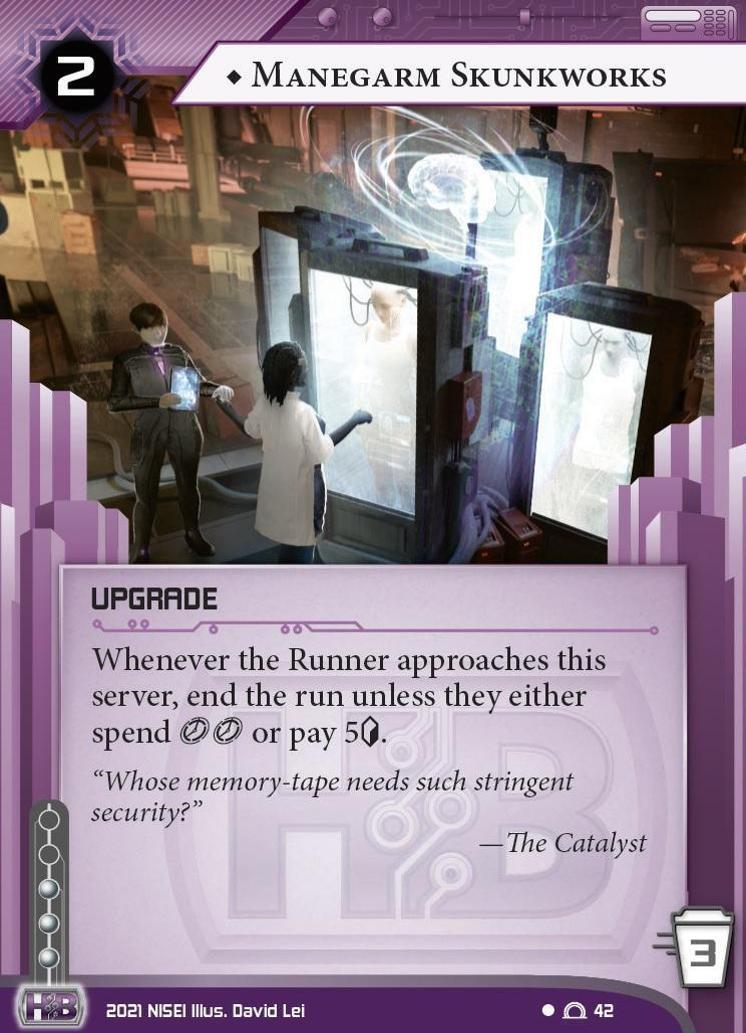 2
◆ MANEGARM SKUNKWORKS
UPGRADE
Whenever the Runner approaches this
server, end the run unless they either
spend or pay 5.
“Whose memory-tape needs such stringent
security?”
—The Catalyst
3
H&B
2021 NISEI Illus. David Lei
42